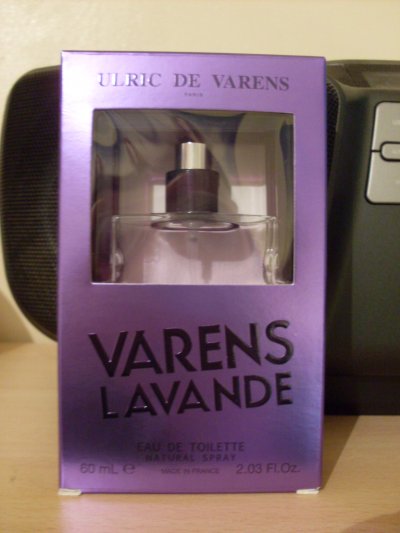 ULRIC DE VARENS
PARIS
VARENS
LAVANDE
EAU DE TOILETTE
NATURAL SPRAY
60 mL ℮ MADE IN FRANCE 2.03 Fl.Oz.